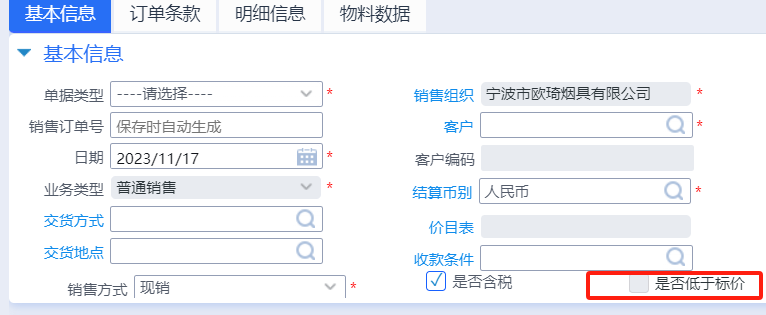 基本信息 订单条款 明细信息 物料数据
基本信息
单据类型 ----请选择---- * 销售组织 宁波市欧琦烟具有限公司 *
销售订单号 保存时自动生成 客户 *
日期 2023/11/17 * 客户编码
业务类型 普通销售 * 结算币别 人民币 *
交货方式 价目表
交货地点 收款条件
销售方式 现销 * 是否含税 是否低于标价